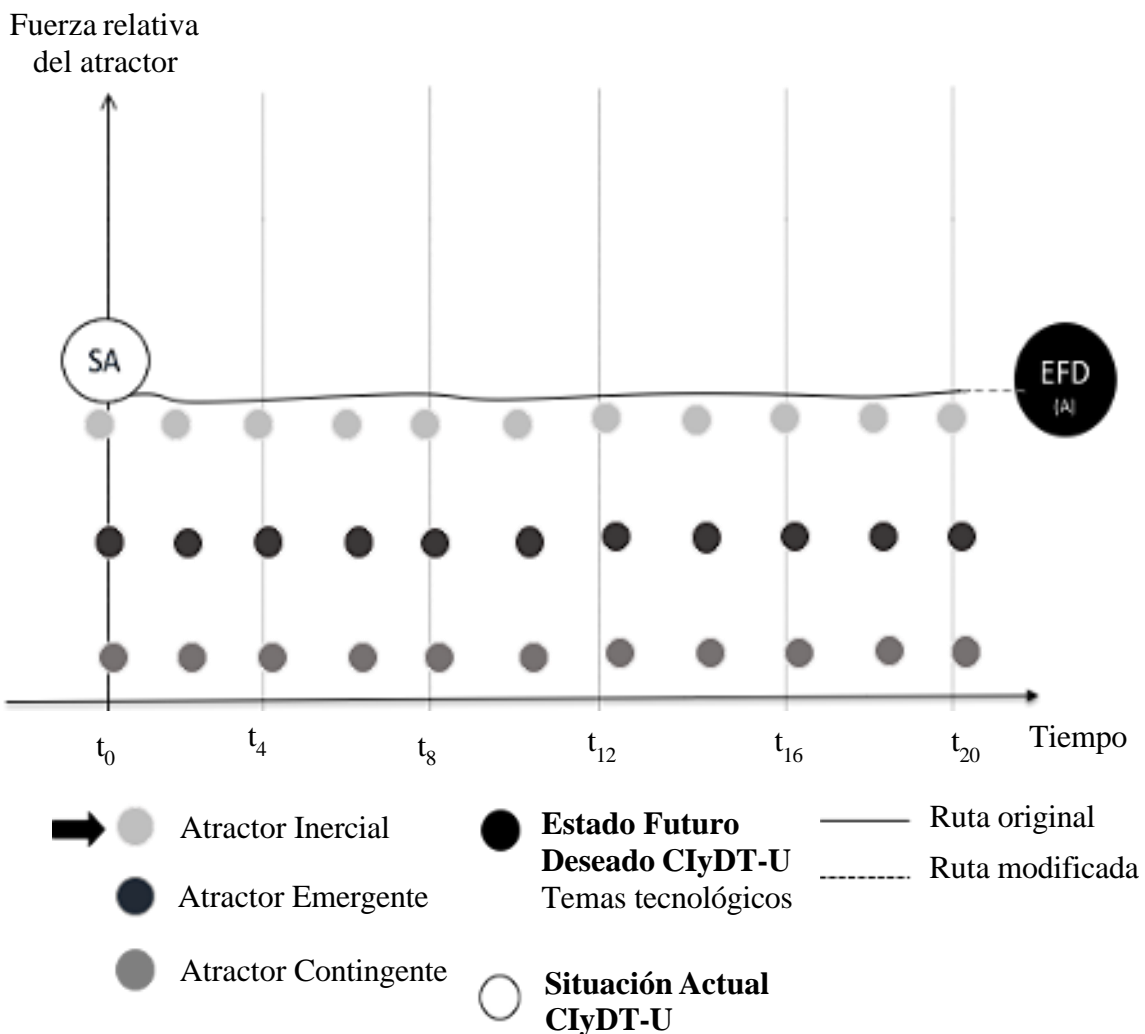 Fuerza relativa
del atractor
SA
EFD
(A)
t0
t4
t8
t12
t16
t20
Tiempo
Atractor Inercial
Atractor Emergente
Atractor Contingente
Estado Futuro
Deseado CIyDT-U
Temas tecnológicos
Situación Actual
CIyDT-U
Ruta original
Ruta modificada